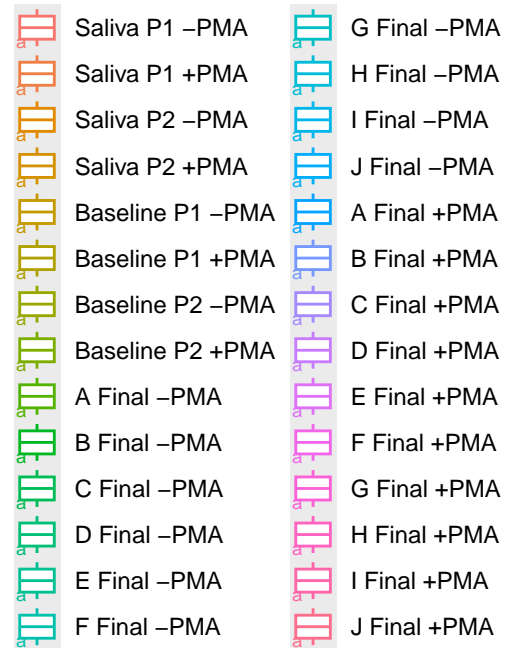 a Saliva P1 −PMA
a Saliva P1 +PMA
a Saliva P2 −PMA
a Saliva P2 +PMA
a Baseline P1 −PMA
a Baseline P1 +PMA
a Baseline P2 −PMA
a Baseline P2 +PMA
a A Final −PMA
a B Final −PMA
a C Final −PMA
a D Final −PMA
a E Final −PMA
a F Final −PMA
a G Final −PMA
a H Final −PMA
a I Final −PMA
a J Final −PMA
a A Final +PMA
a B Final +PMA
a C Final +PMA
a D Final +PMA
a E Final +PMA
a F Final +PMA
a G Final +PMA
a H Final +PMA
a I Final +PMA
a J Final +PMA